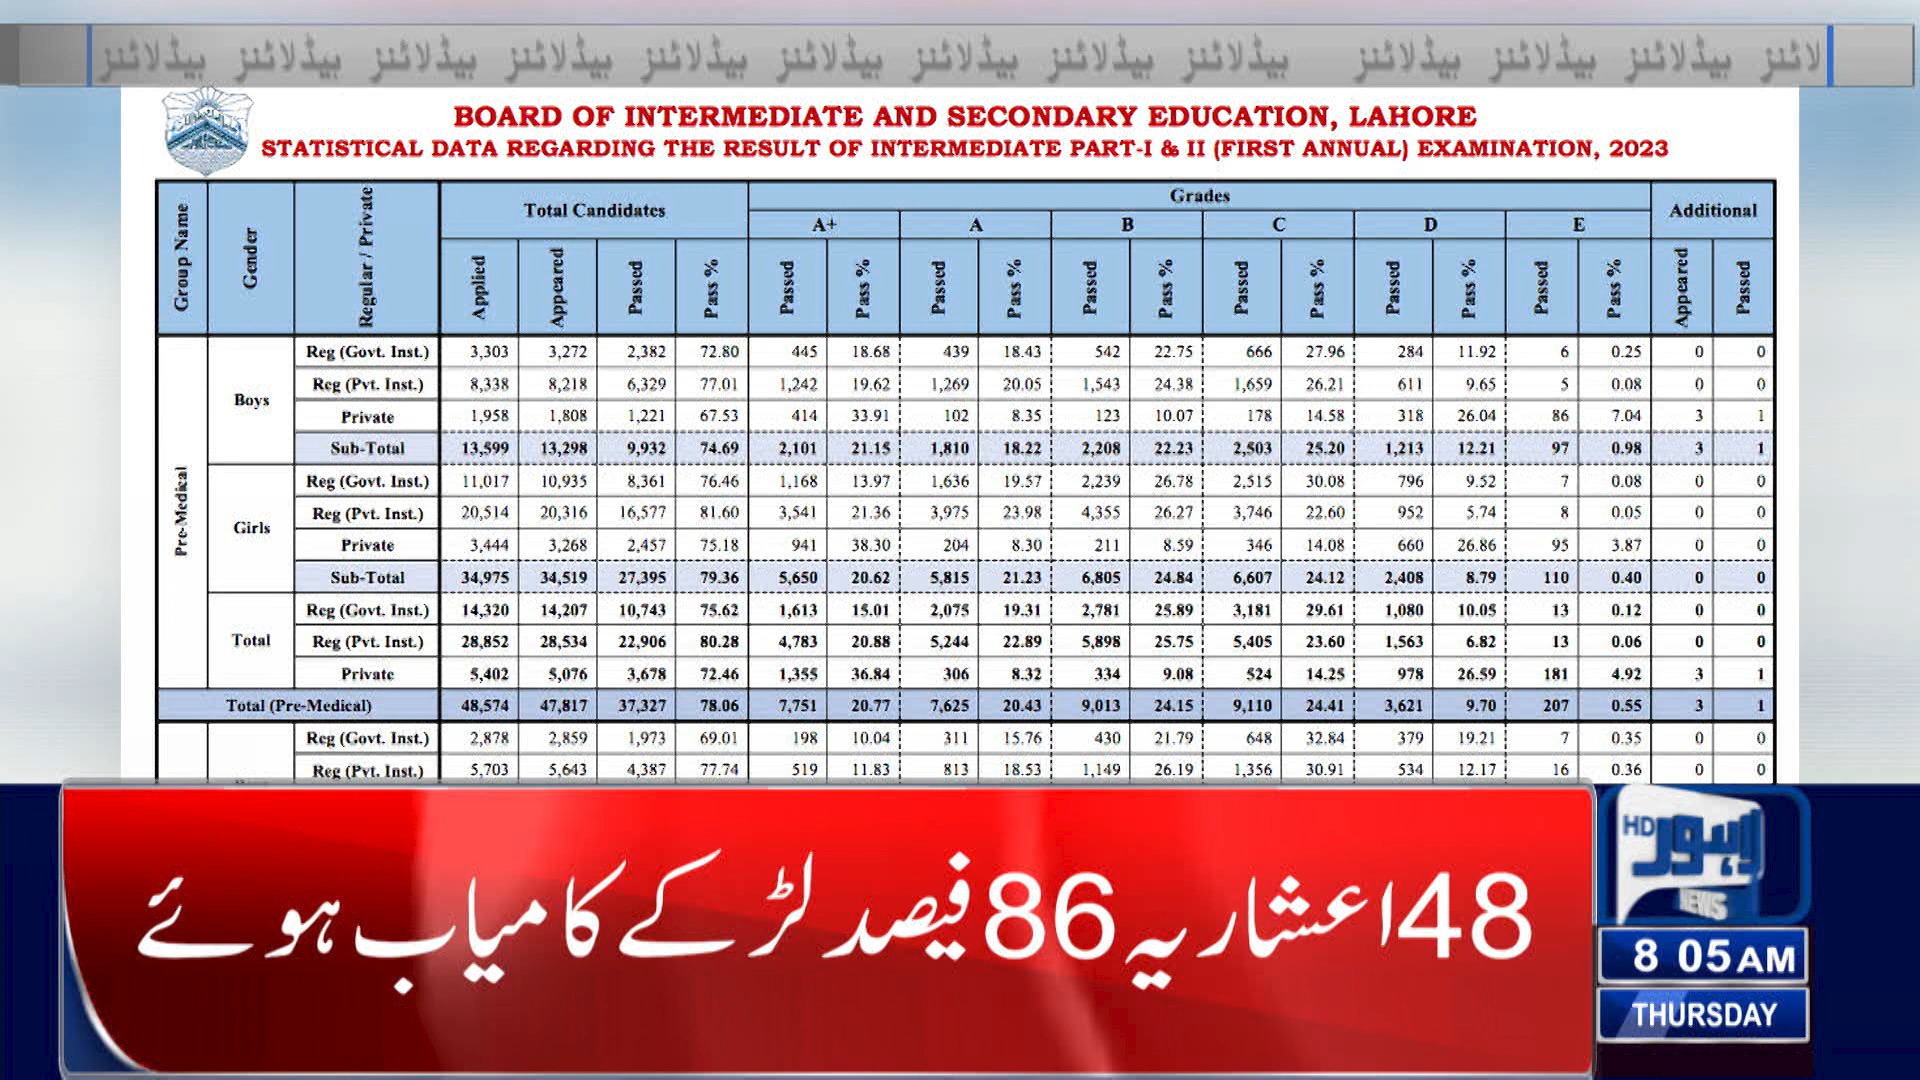 ہیڈلائنز ہیڈلائنز ہیڈلائنز ہیڈلائنز ہیڈلائنز ہیڈلائنز ہیڈلائنز ہیڈلائنز ہیڈلائنز ہیڈلائنز ہیڈلائنز ہیڈلائنز لائنز
BOARD OF INTERMEDIATE AND SECONDARY EDUCATION, LAHORE
STATISTICAL DATA REGARDING THE RESULT OF INTERMEDIATE PART-I & II (FIRST ANNUAL) EXAMINATION, 2023
Group Name Gender Regular / Private Total Candidates Grades Additional
A+ A B C D E
Applied Appeared Passed Pass % Passed Pass % Passed Pass % Passed Pass % Passed Pass % Passed Pass % Passed Pass % Appeared Passed
Pre-Medical
Boys
Reg (Govt. Inst.) 3,303 3,272 2,382 72.80 445 18.68 439 18.43 542 22.75 666 27.96 284 11.92 6 0.25 0 0
Reg (Pvt. Inst.) 8,338 8,218 6,329 77.01 1,242 19.62 1,269 20.05 1,543 24.38 1,659 26.21 611 9.65 5 0.08 0 0
Private 1,958 1,808 1,221 67.53 414 33.91 102 8.35 123 10.07 178 14.58 318 26.04 86 7.04 3 1
Sub-Total 13,599 13,298 9,932 74.69 2,101 21.15 1,810 18.22 2,208 22.23 2,503 25.20 1,213 12.21 97 0.98 3 1
Girls
Reg (Govt. Inst.) 11,017 10,935 8,361 76.46 1,168 13.97 1,636 19.57 2,239 26.78 2,515 30.08 796 9.52 7 0.08 0 0
Reg (Pvt. Inst.) 20,514 20,316 16,577 81.60 3,541 21.36 3,975 23.98 4,355 26.27 3,746 22.60 952 5.74 8 0.05 0 0
Private 3,444 3,268 2,457 75.18 941 38.30 204 8.30 211 8.59 346 14.08 660 26.86 95 3.87 0 0
Sub-Total 34,975 34,519 27,395 79.36 5,650 20.62 5,815 21.23 6,805 24.84 6,607 24.12 2,408 8.79 110 0.40 0 0
Total
Reg (Govt. Inst.) 14,320 14,207 10,743 75.62 1,613 15.01 2,075 19.31 2,781 25.89 3,181 29.61 1,080 10.05 13 0.12 0 0
Reg (Pvt. Inst.) 28,852 28,534 22,906 80.28 4,783 20.88 5,244 22.89 5,898 25.75 5,405 23.60 1,563 6.82 13 0.06 0 0
Private 5,402 5,076 3,678 72.46 1,355 36.84 306 8.32 334 9.08 524 14.25 978 26.59 181 4.92 3 1
Total (Pre-Medical) 48,574 47,817 37,327 78.06 7,751 20.77 7,625 20.43 9,013 24.15 9,110 24.41 3,621 9.70 207 0.55 3 1
Reg (Govt. Inst.) 2,878 2,859 1,973 69.01 198 10.04 311 15.76 430 21.79 648 32.84 379 19.21 7 0.35 0 0
Reg (Pvt. Inst.) 5,703 5,643 4,387 77.74 519 11.83 813 18.53 1,149 26.19 1,356 30.91 534 12.17 16 0.36 0 0
48اعشاریہ 86فیصد لڑکے کامیاب ہوئے
HD لاہور
NEWS
8 05 AM
THURSDAY